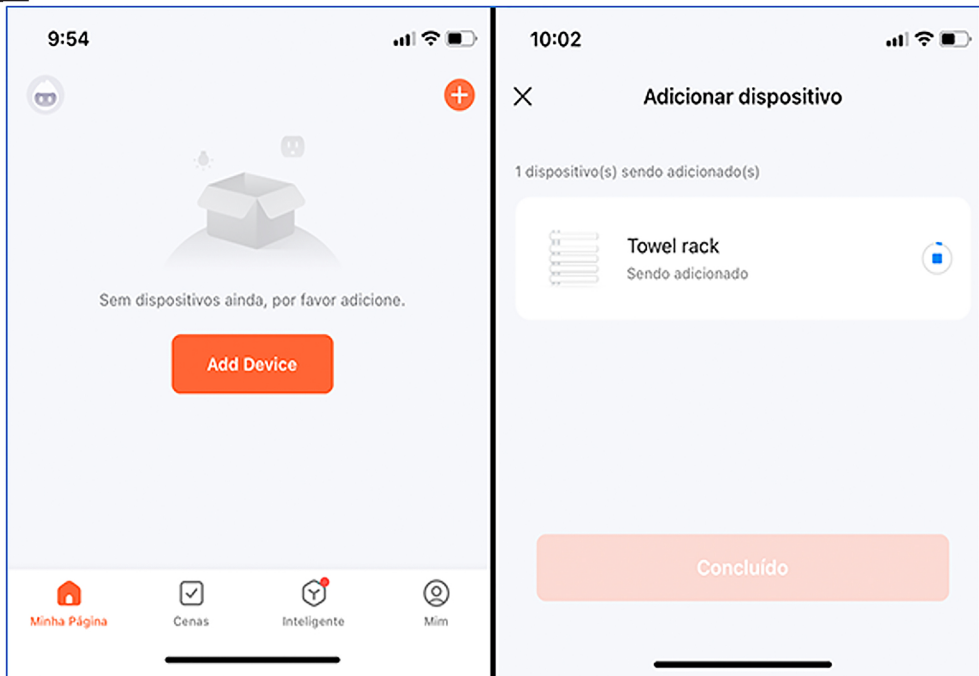 9:54
Sem dispositivos ainda, por favor adicione.
Add Device
Minha Página
Cenas
Inteligente
Mim
10:02
Adicionar dispositivo
1 dispositivo(s) sendo adicionado(s)
Towel rack
Sendo adicionado
Concluído